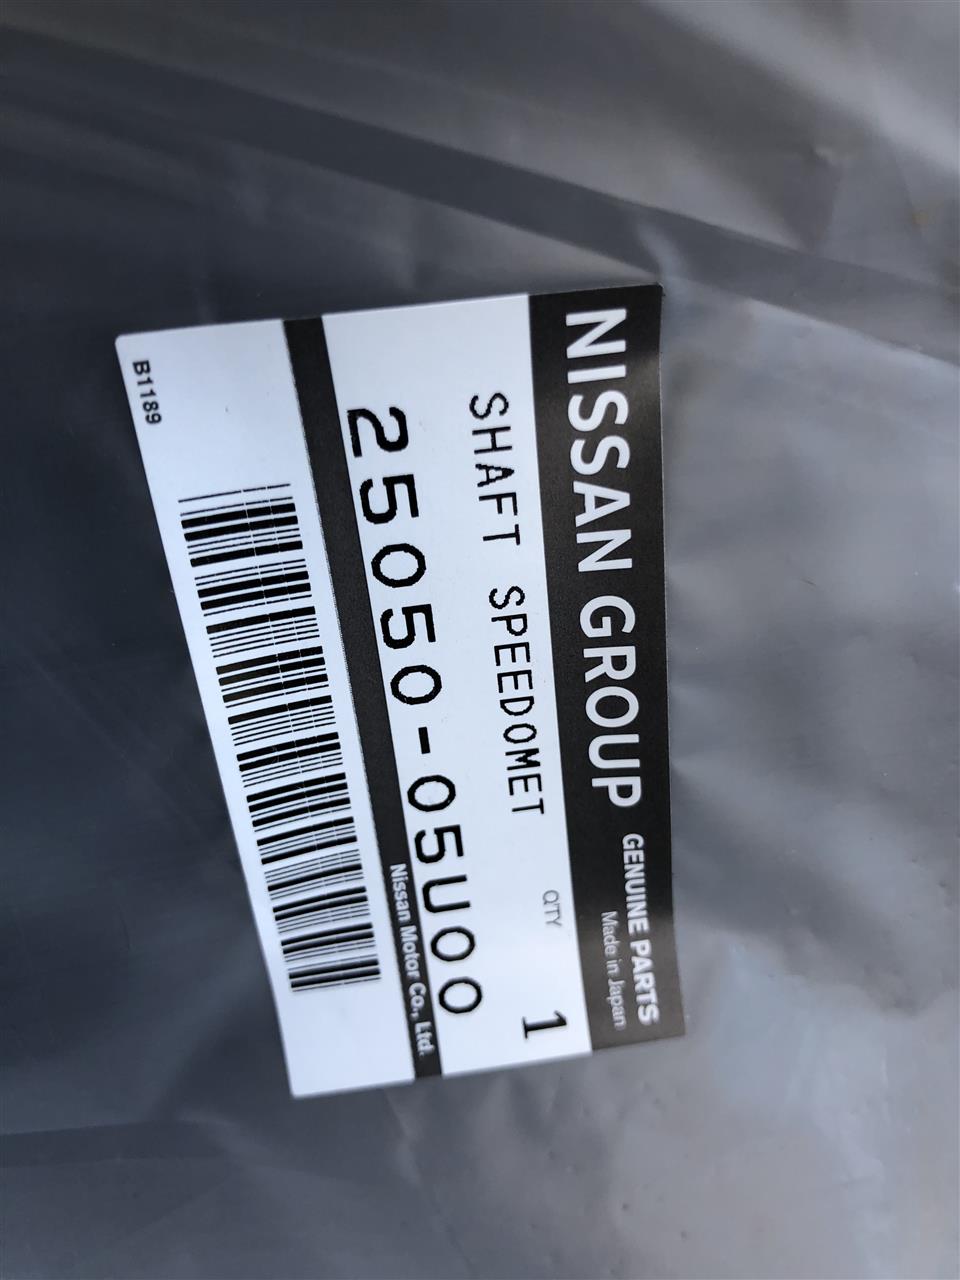 NISSAN GROUP GENUINE PARTS
Made in Japan
SHAFT SPEEDOMET QTY 1
25050-05U00
Nissan Motor Co., Ltd.
B1189